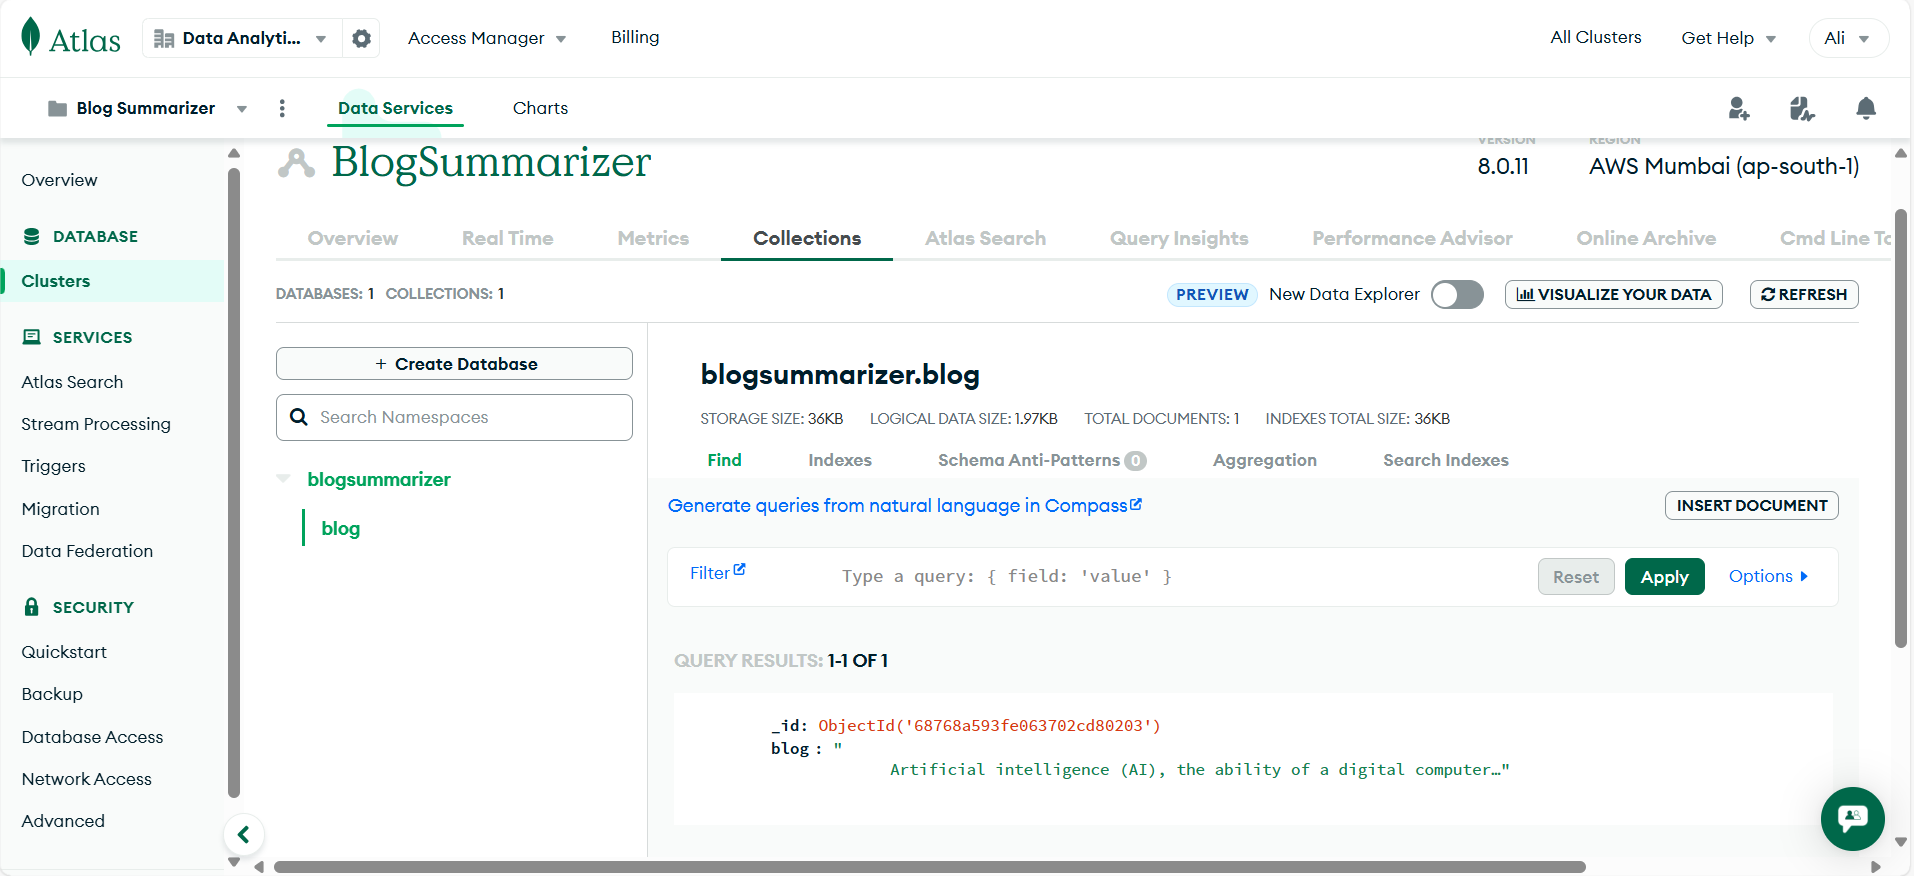 Atlas
Data Analyti...
Access Manager
Billing
All Clusters
Get Help
Ali
Blog Summarizer
Data Services
Charts
BlogSummarizer
VERSION
REGION
8.0.11
AWS Mumbai (ap-south-1)
Overview
DATABASE
Clusters
SERVICES
Atlas Search
Stream Processing
Triggers
Migration
Data Federation
SECURITY
Quickstart
Backup
Database Access
Network Access
Advanced
Overview
Real Time
Metrics
Collections
Atlas Search
Query Insights
Performance Advisor
Online Archive
Cmd Line To
DATABASES: 1 COLLECTIONS: 1
PREVIEW
New Data Explorer
VISUALIZE YOUR DATA
REFRESH
+ Create Database
Search Namespaces
blogsummarizer
blog
blogsummarizer.blog
STORAGE SIZE: 36KB LOGICAL DATA SIZE: 1.97KB TOTAL DOCUMENTS: 1 INDEXES TOTAL SIZE: 36KB
Find
Indexes
Schema Anti-Patterns 0
Aggregation
Search Indexes
Generate queries from natural language in Compass
INSERT DOCUMENT
Filter
Type a query: { field: 'value' }
Reset
Apply
Options
QUERY RESULTS: 1-1 OF 1
_id: ObjectId('68768a593fe063702cd80203')
blog : "
Artificial intelligence (AI), the ability of a digital computer…"